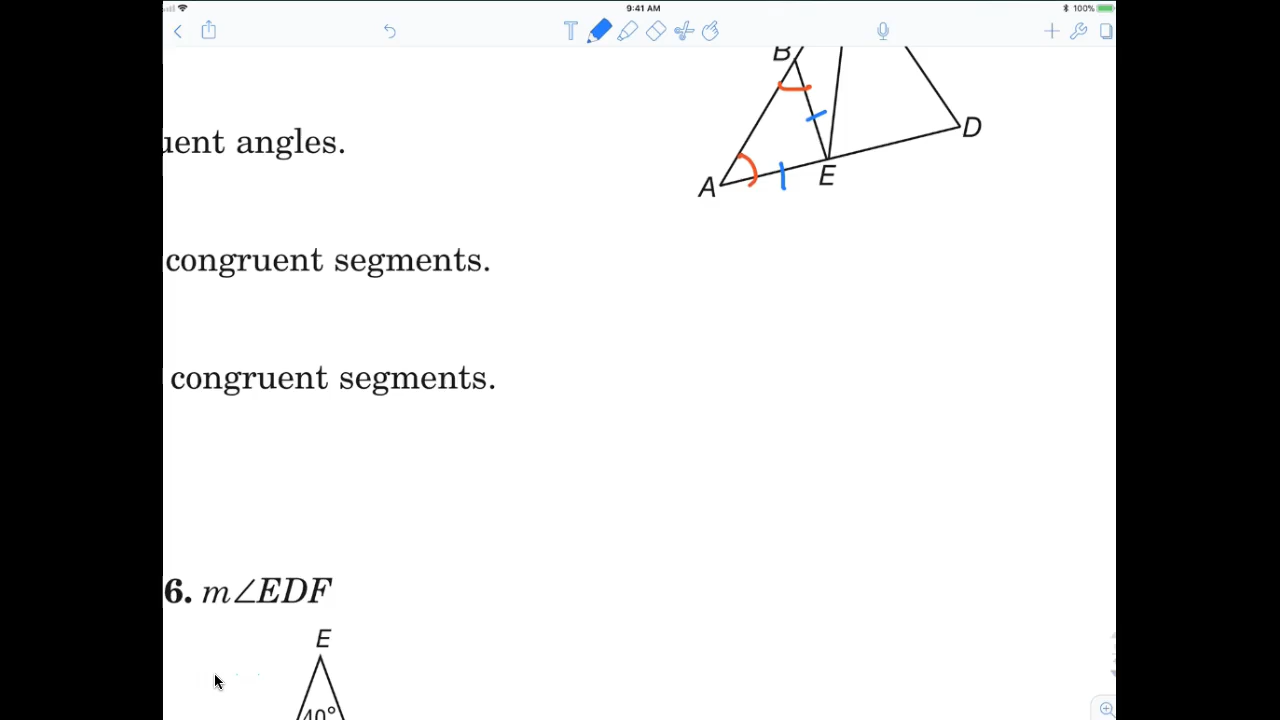 9:41 AM
100%
T
B
D
uent angles.
A
E
congruent segments.
congruent segments.
6. m∠EDF
E
40°